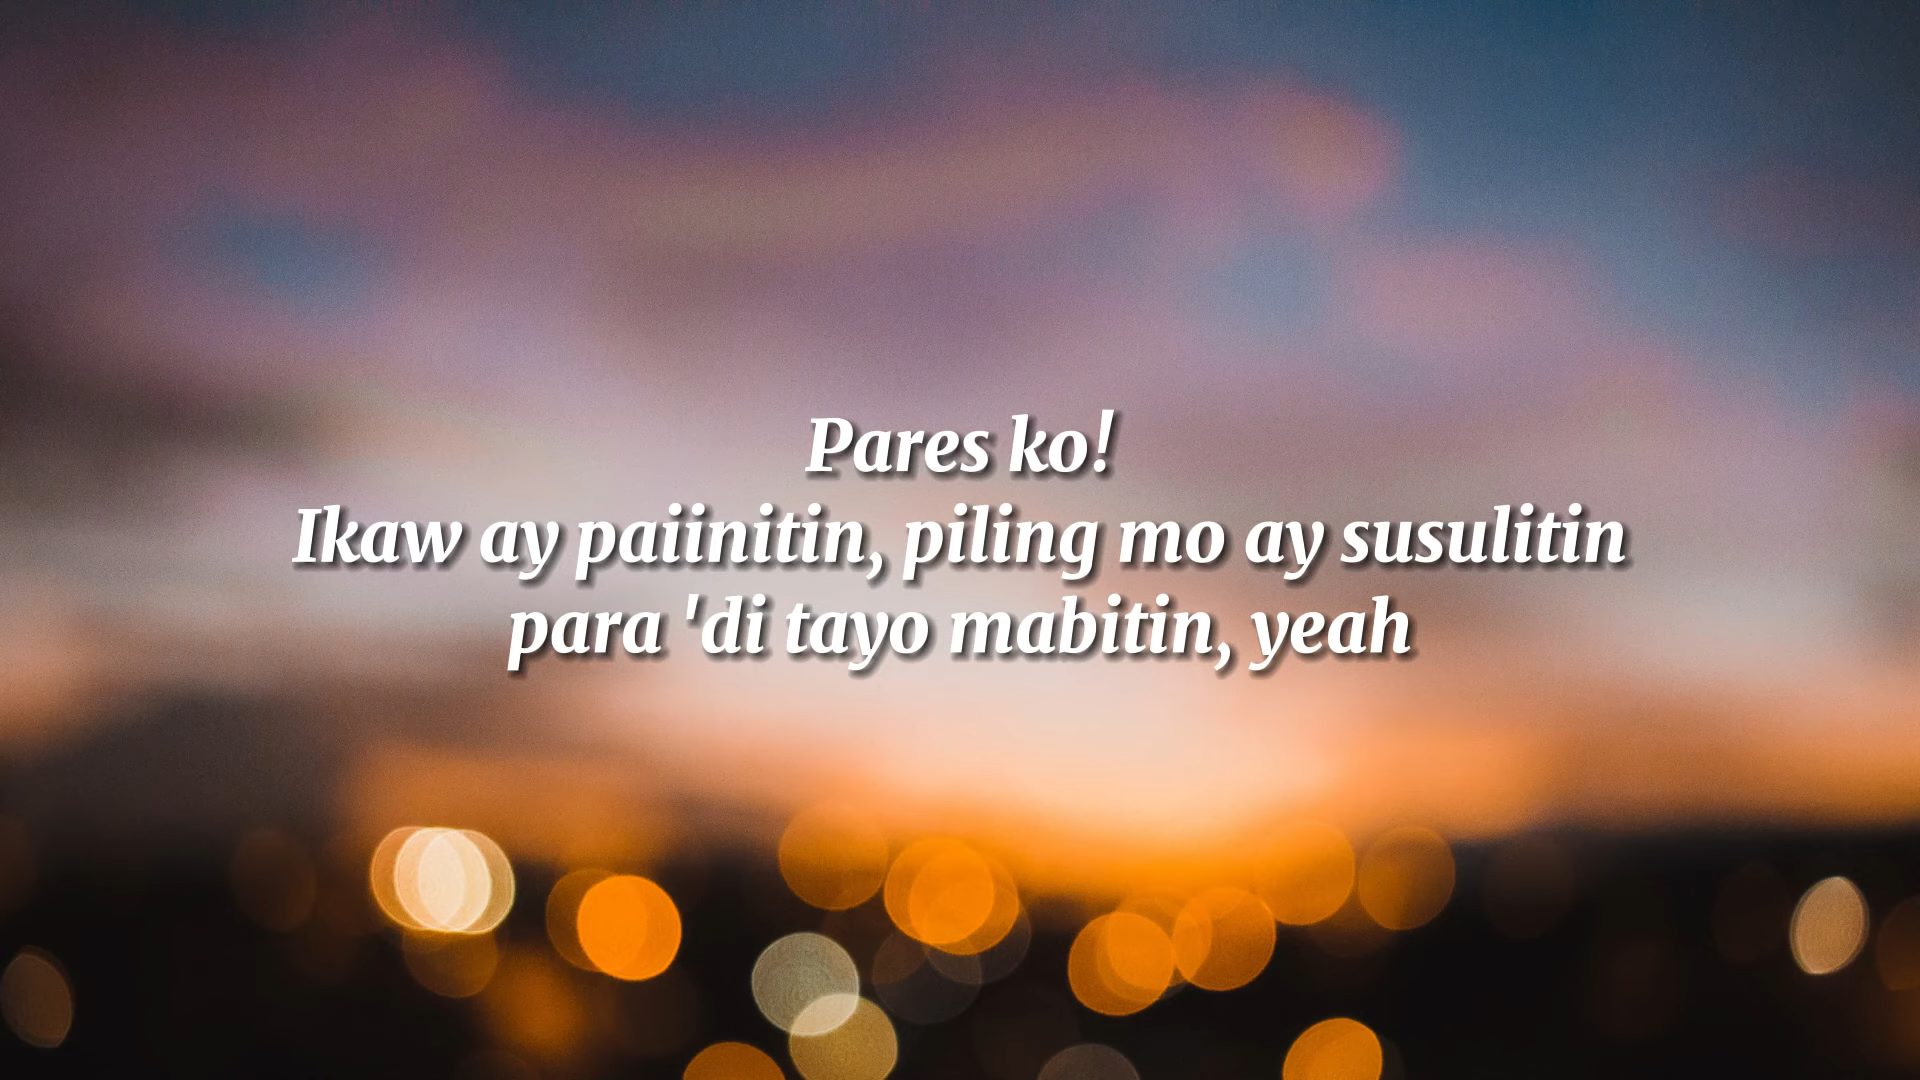 Pares ko!
Ikaw ay paiinitin, piling mo ay susulitin
para 'di tayo mabitin, yeah